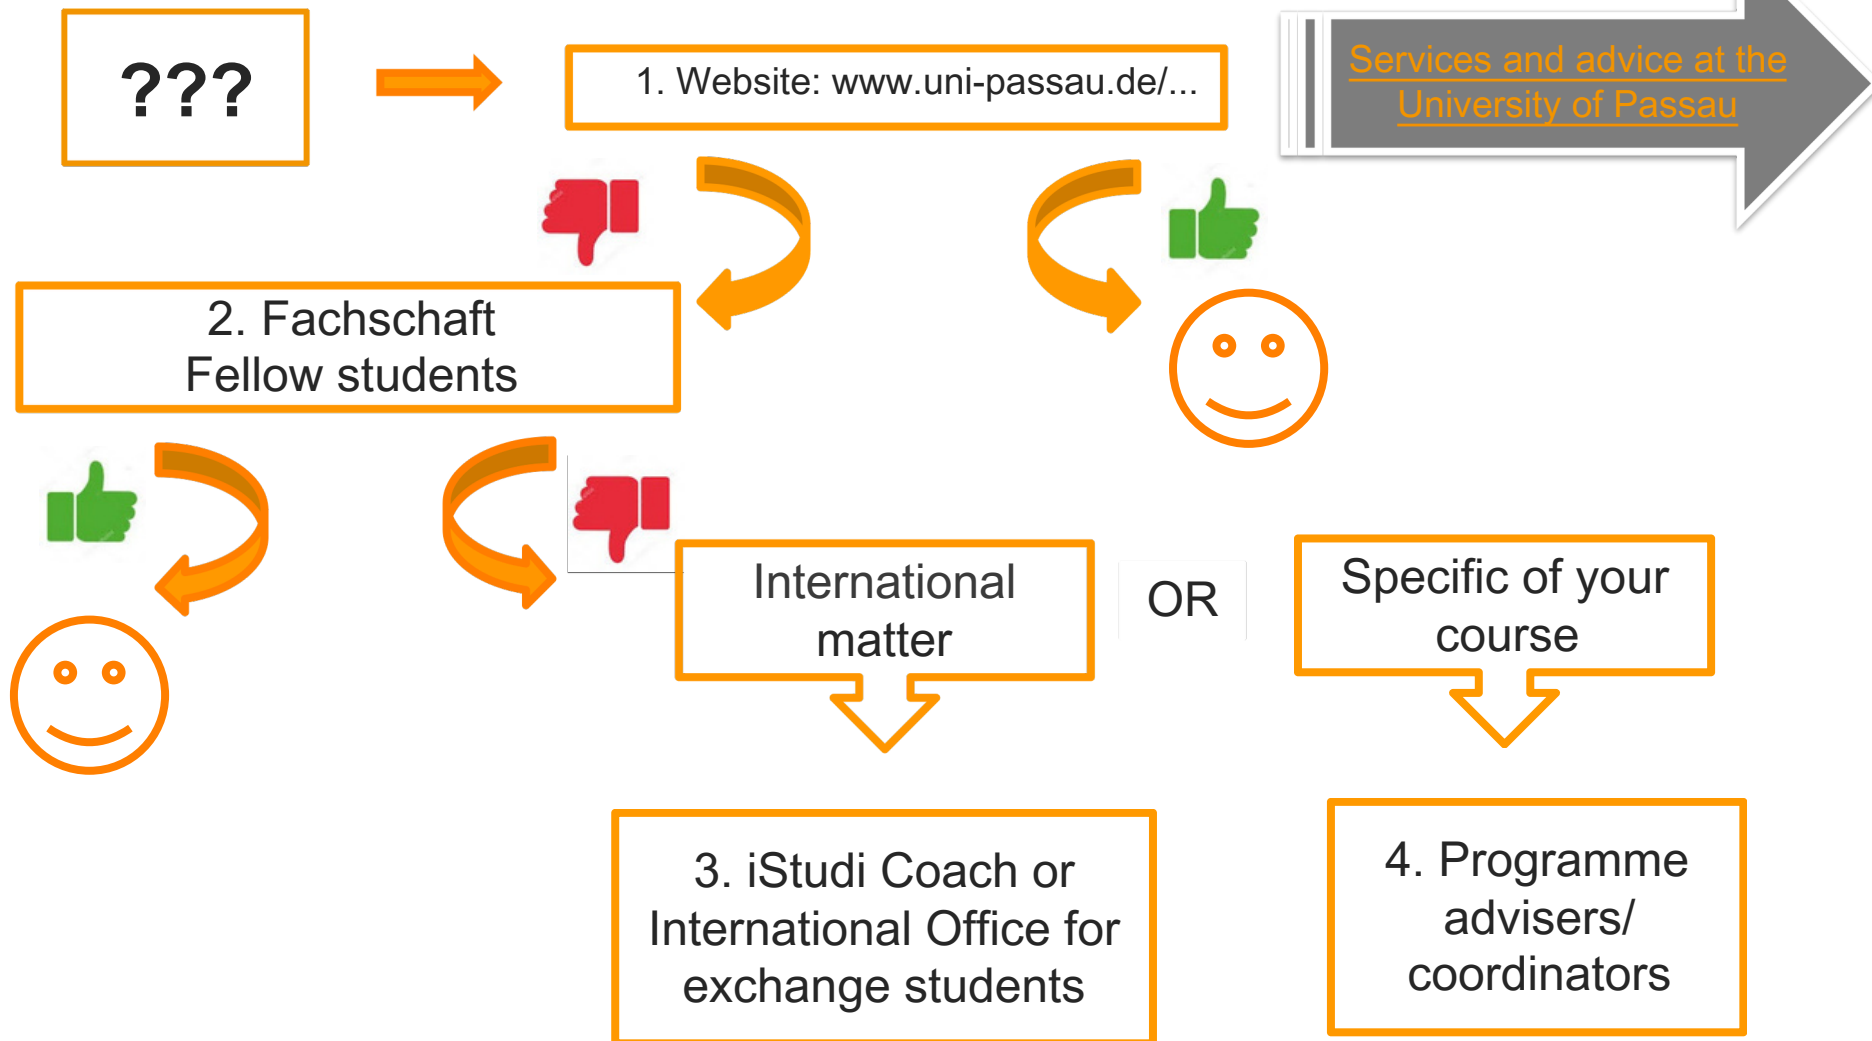 ???
1. Website: www.uni-passau.de/...
Services and advice at the
University of Passau
2. Fachschaft
Fellow students
International
matter
OR
Specific of your
course
3. iStudi Coach or
International Office for
exchange students
4. Programme
advisers/
coordinators